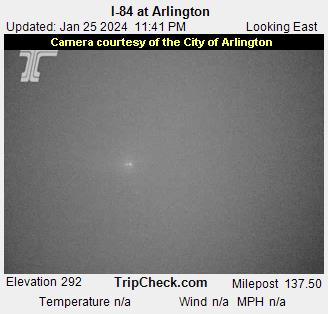 I-84 at Arlington
Updated: Jan 25 2024 11:41 PM Looking East
Camera courtesy of the City of Arlington
Elevation 292 TripCheck.com Milepost 137.50
Temperature n/a Wind n/a MPH n/a